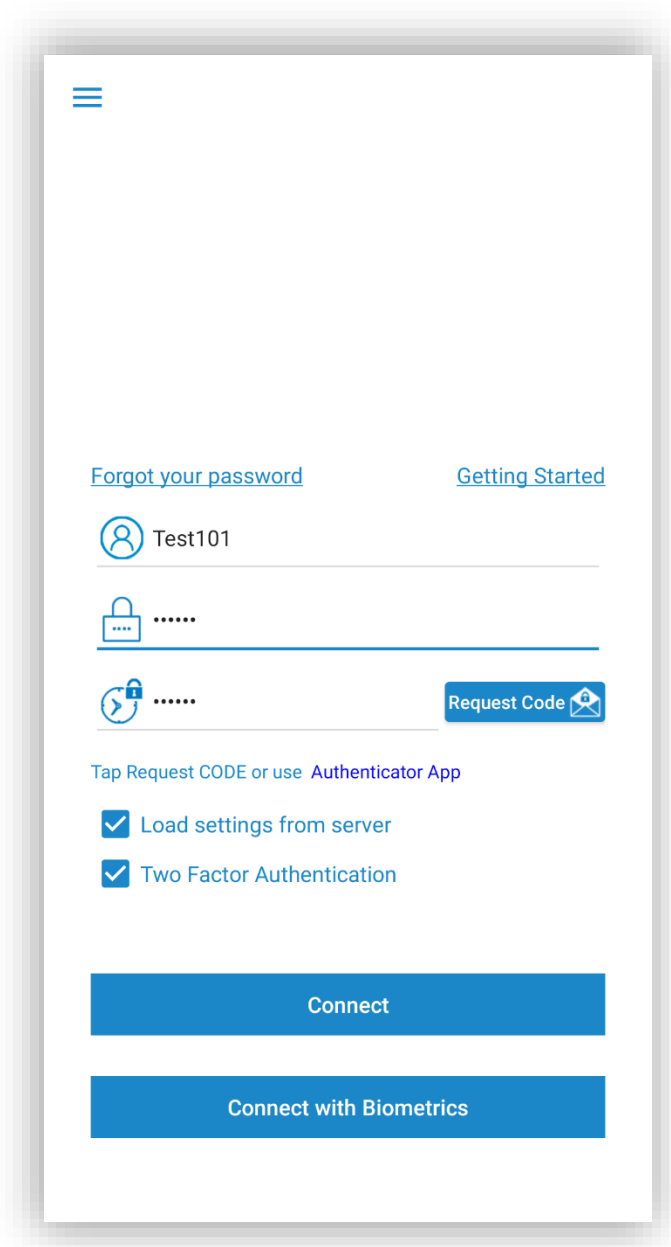 Forgot your password Getting Started
Test101
••••••
•••••• Request Code
Tap Request CODE or use Authenticator App
Load settings from server
Two Factor Authentication
Connect
Connect with Biometrics